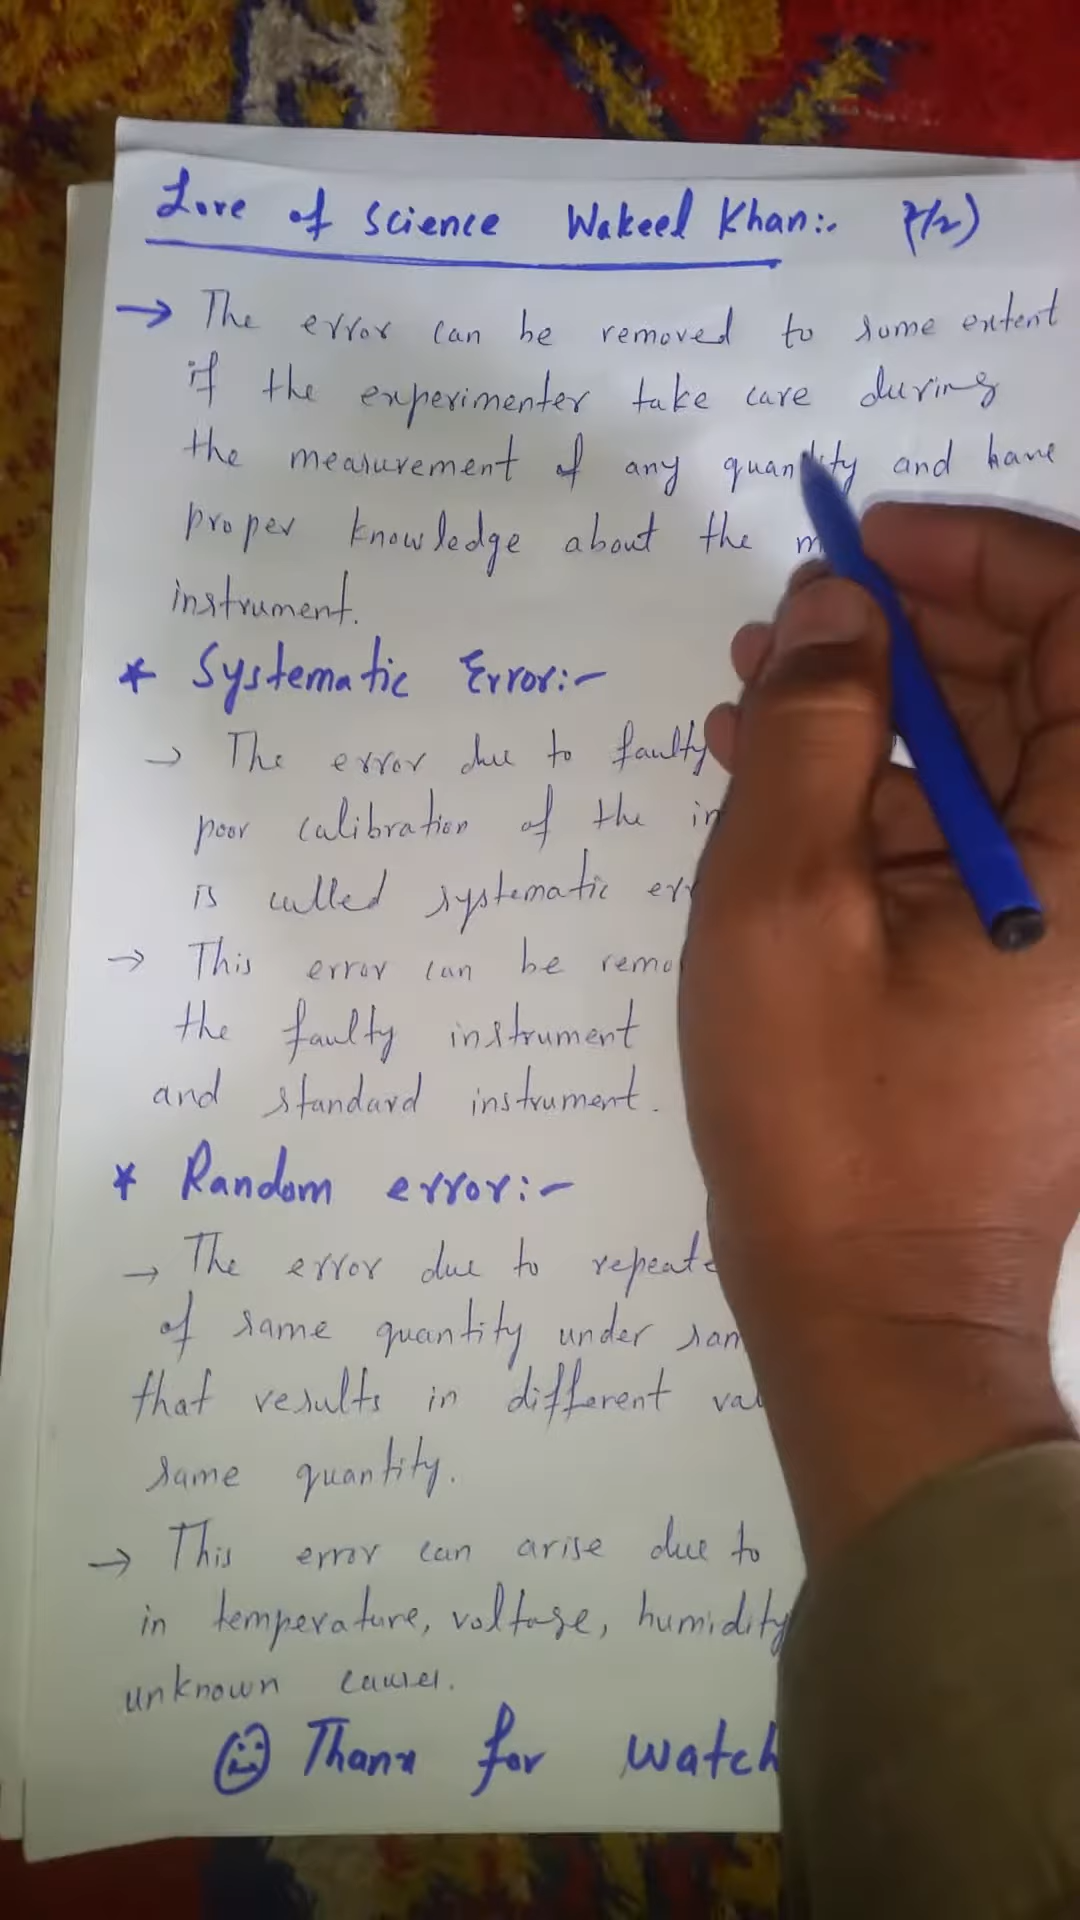 Love of Science Wakeel Khan:. (P/2)
→ The error can be removed to some extent
if the experimenter take care during
the measurement of any quantity and have
proper knowledge about the
instrument.
* Systematic Error:-
→ The error due to faulty
poor calibration of the
is called systematic
→ This error can be
the faulty instrument
and standard instrument.
* Random error:-
→ The error due to
of same quantity under
that results in different
same quantity.
→ This error can arise due to
in temperature, voltage, humidity
unknown causes.
Thanx for watch